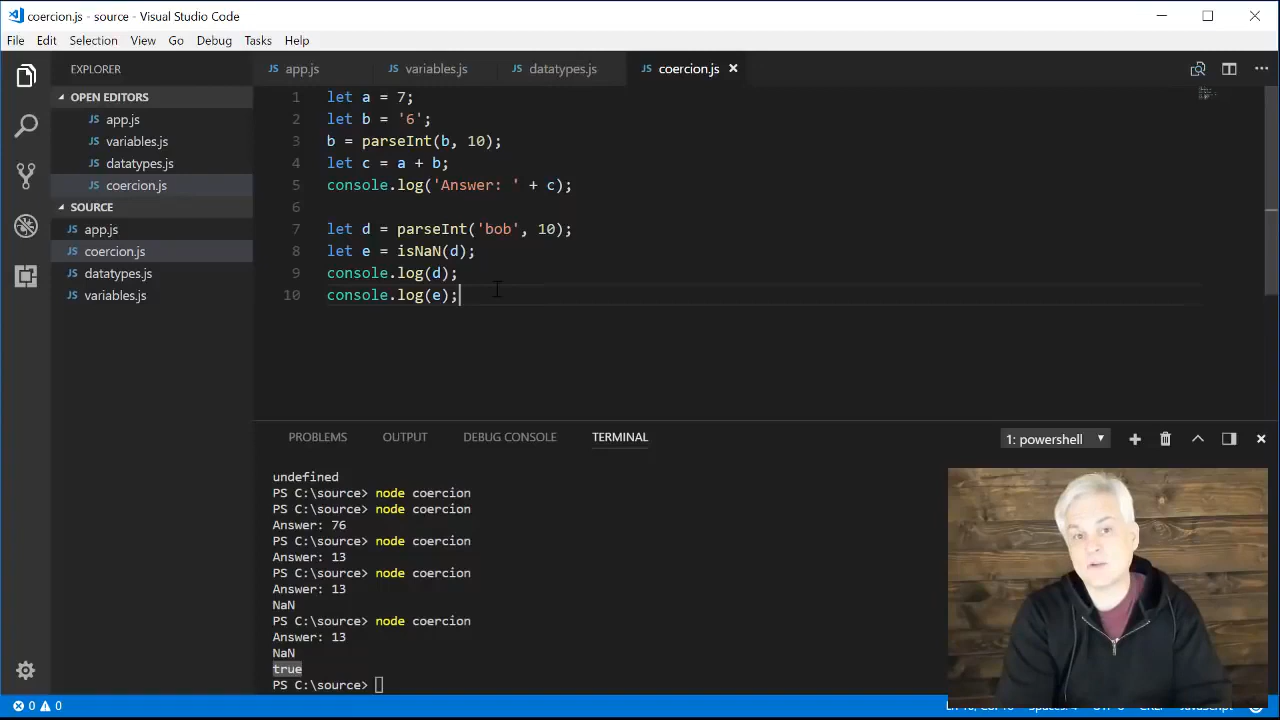 coercion.js - source - Visual Studio Code
File Edit Selection View Go Debug Tasks Help
EXPLORER
OPEN EDITORS
app.js
variables.js
datatypes.js
coercion.js
SOURCE
app.js
coercion.js
datatypes.js
variables.js
JS app.js JS variables.js JS datatypes.js JS coercion.js
1 let a = 7;
2 let b = '6';
3 b = parseInt(b, 10);
4 let c = a + b;
5 console.log('Answer: ' + c);
6
7 let d = parseInt('bob', 10);
8 let e = isNaN(d);
9 console.log(d);
10 console.log(e);
PROBLEMS OUTPUT DEBUG CONSOLE TERMINAL
1: powershell
undefined
PS C:\source> node coercion
PS C:\source> node coercion
Answer: 76
PS C:\source> node coercion
Answer: 13
PS C:\source> node coercion
Answer: 13
NaN
PS C:\source> node coercion
Answer: 13
NaN
true
PS C:\source>
0 0